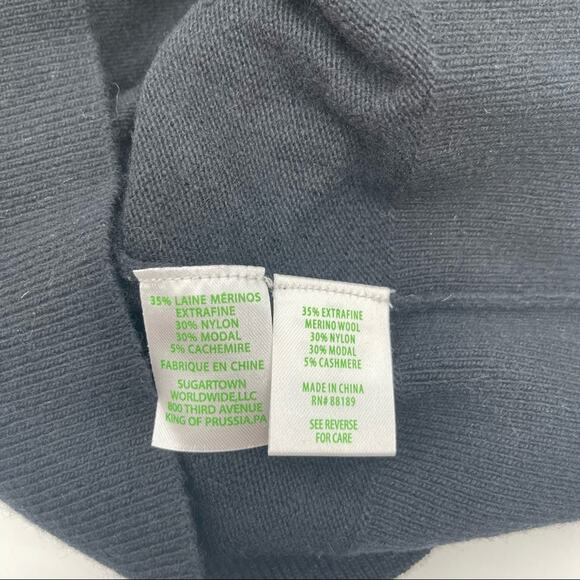 35% LAINE MÉRINOS
EXTRAFINE
30% NYLON
30% MODAL
5% CACHEMIRE
FABRIQUE EN CHINE
SUGARTOWN
WORLDWIDE,LLC
800 THIRD AVENUE
KING OF PRUSSIA,PA
35% EXTRAFINE
MERINO WOOL
30% NYLON
30% MODAL
5% CASHMERE
MADE IN CHINA
RN# 88189
SEE REVERSE
FOR CARE